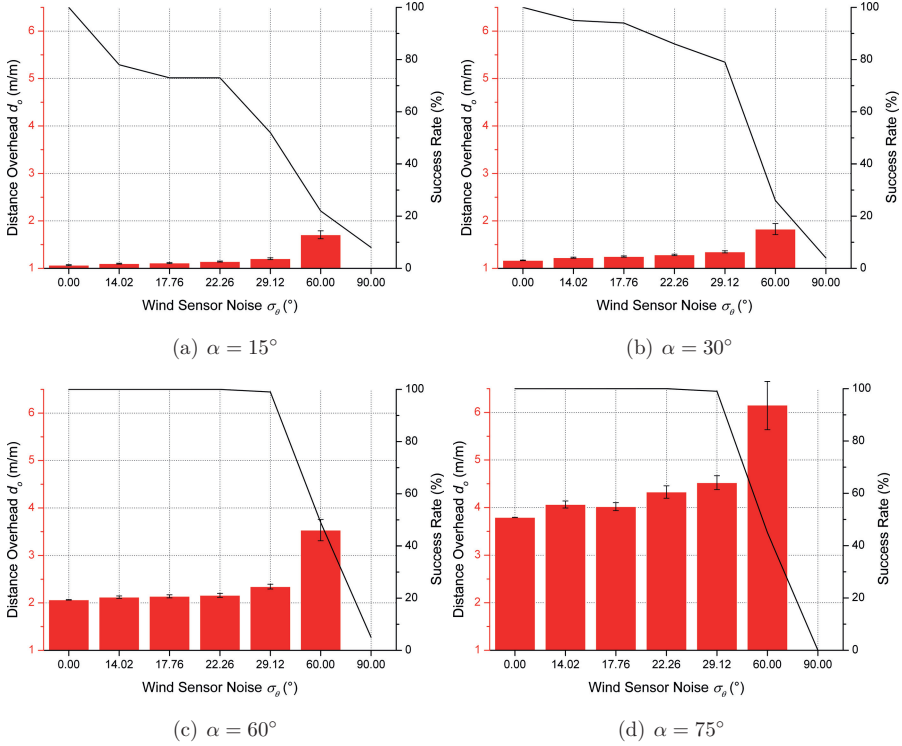 6
5
4
3
2
1
Distance Overhead dₒ (m/m)
100
80
60
40
20
0
Success Rate (%)
0.00 14.02 17.76 22.26 29.12 60.00 90.00
Wind Sensor Noise σ_θ (°)
(a) α = 15°
6
5
4
3
2
1
Distance Overhead dₒ (m/m)
100
80
60
40
20
0
Success Rate (%)
0.00 14.02 17.76 22.26 29.12 60.00 90.00
Wind Sensor Noise σ_θ (°)
(b) α = 30°
6
5
4
3
2
1
Distance Overhead dₒ (m/m)
100
80
60
40
20
0
Success Rate (%)
0.00 14.02 17.76 22.26 29.12 60.00 90.00
Wind Sensor Noise σ_θ (°)
(c) α = 60°
6
5
4
3
2
1
Distance Overhead dₒ (m/m)
100
80
60
40
20
0
Success Rate (%)
0.00 14.02 17.76 22.26 29.12 60.00 90.00
Wind Sensor Noise σ_θ (°)
(d) α = 75°